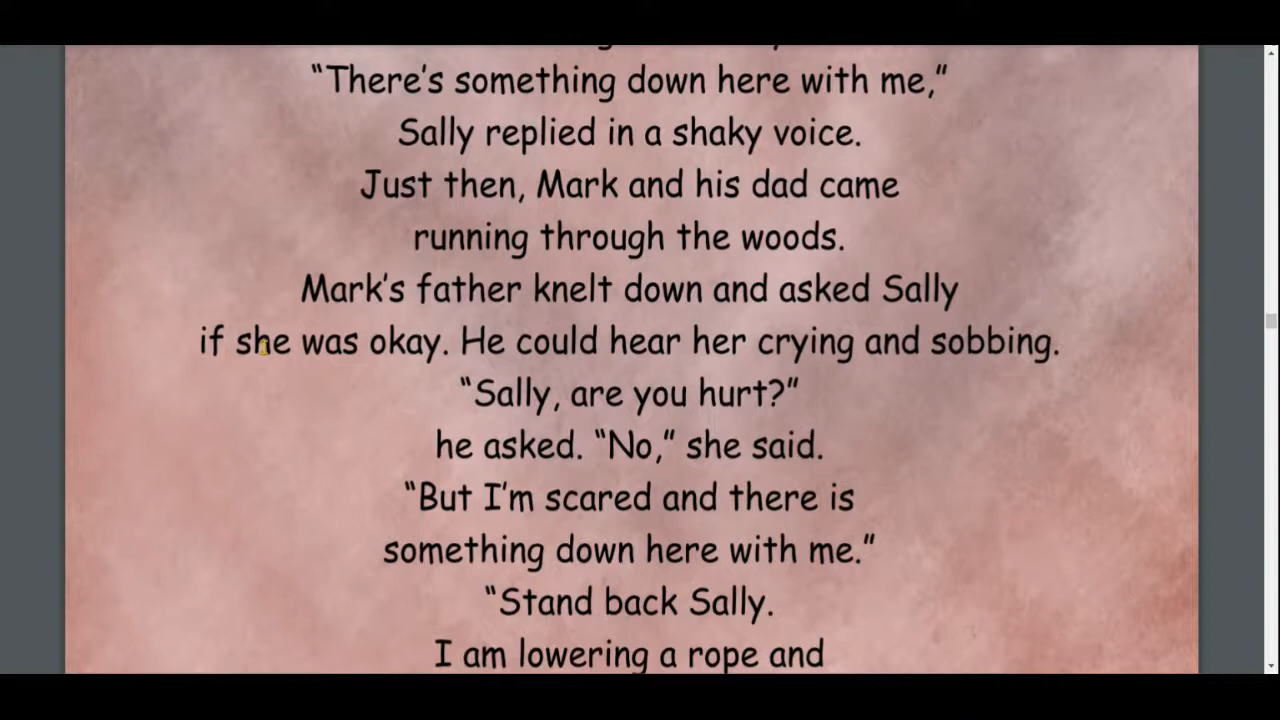 “There’s something down here with me,”
Sally replied in a shaky voice.
Just then, Mark and his dad came
running through the woods.
Mark’s father knelt down and asked Sally
if she was okay. He could hear her crying and sobbing.
“Sally, are you hurt?”
he asked. “No,” she said.
“But I’m scared and there is
something down here with me.”
“Stand back Sally.
I am lowering a rope and